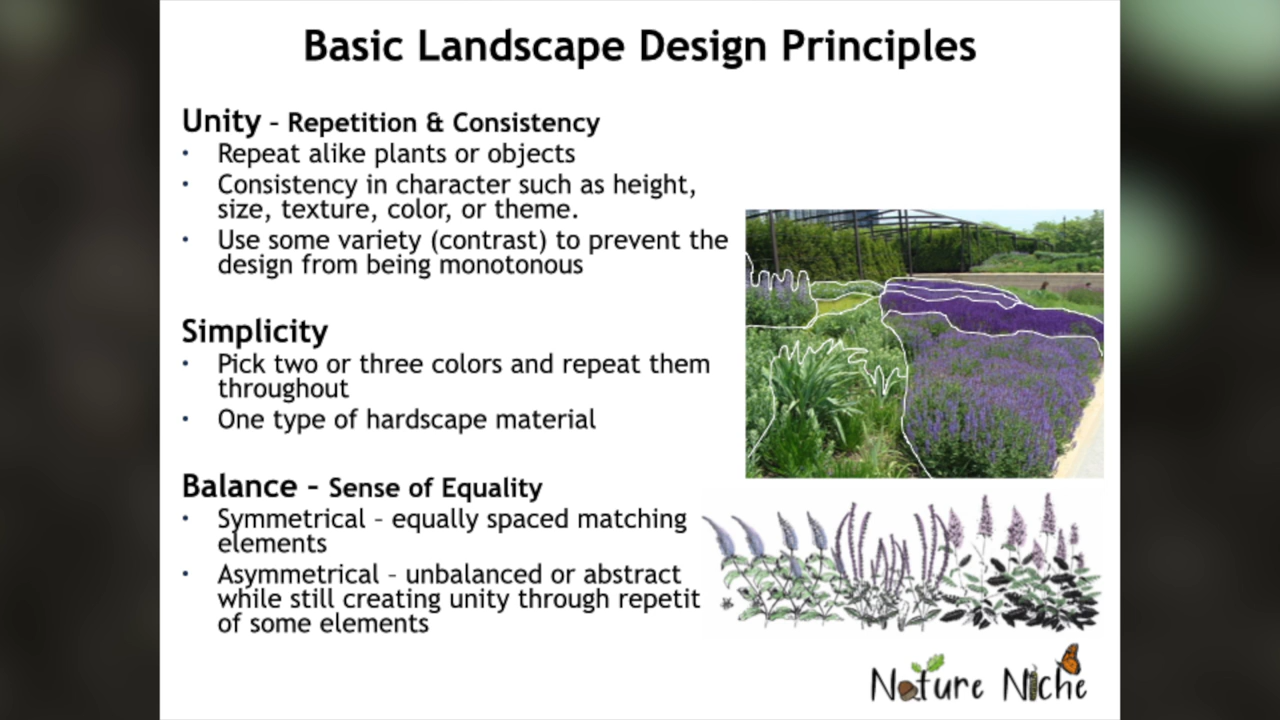 Basic Landscape Design Principles
Unity – Repetition & Consistency
• Repeat alike plants or objects
• Consistency in character such as height,
size, texture, color, or theme.
• Use some variety (contrast) to prevent the
design from being monotonous
Simplicity
• Pick two or three colors and repeat them
throughout
• One type of hardscape material
Balance – Sense of Equality
• Symmetrical – equally spaced matching
elements
• Asymmetrical – unbalanced or abstract
while still creating unity through repetit
of some elements
Nature Niche